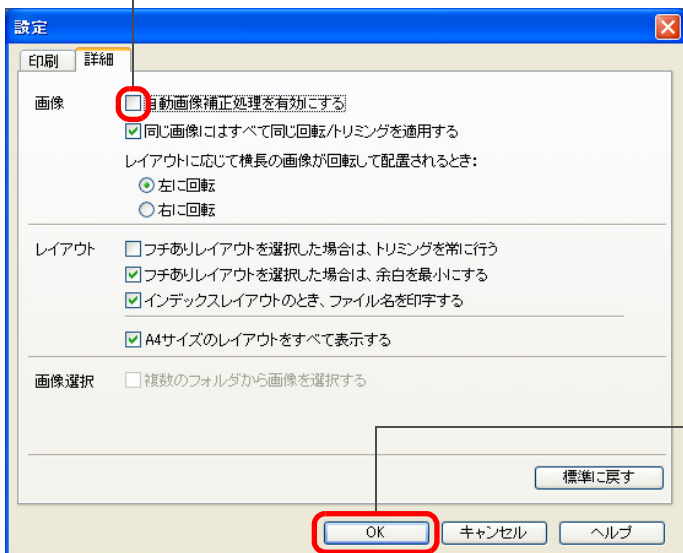 設定
印刷 詳細
画像 自動画像補正処理を有効にする
同じ画像にはすべて同じ回転/トリミングを適用する
レイアウトに応じて横長の画像が回転して配置されるとき:
左に回転
右に回転
レイアウト フチありレイアウトを選択した場合は、トリミングを常に行う
フチありレイアウトを選択した場合は、余白を最小にする
インデックスレイアウトのとき、ファイル名を印字する
A4サイズのレイアウトをすべて表示する
画像選択 複数のフォルダから画像を選択する
標準に戻す
OK キャンセル ヘルプ